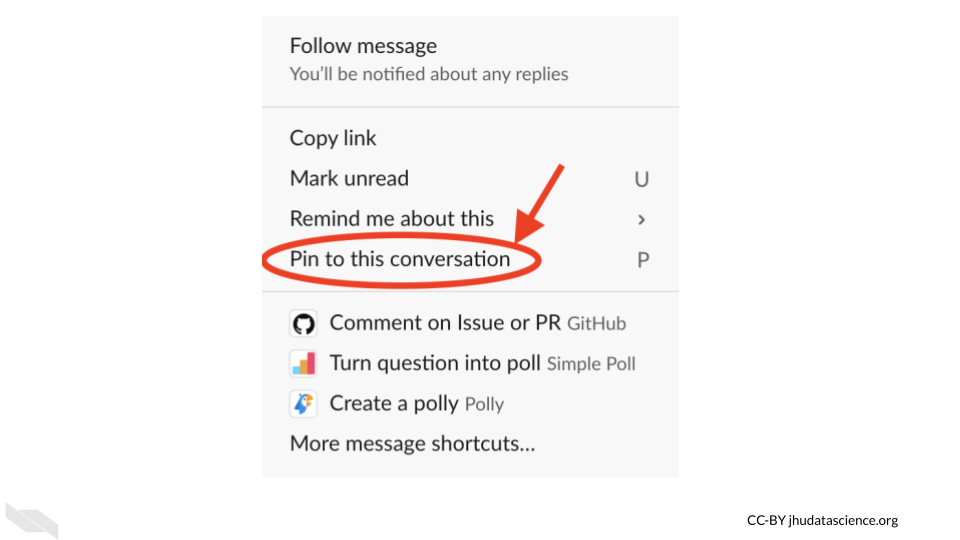 Follow message
You'll be notified about any replies
Copy link
Mark unread U
Remind me about this ›
Pin to this conversation P
Comment on Issue or PR GitHub
Turn question into poll Simple Poll
Create a polly Polly
More message shortcuts...
CC-BY jhudatascience.org